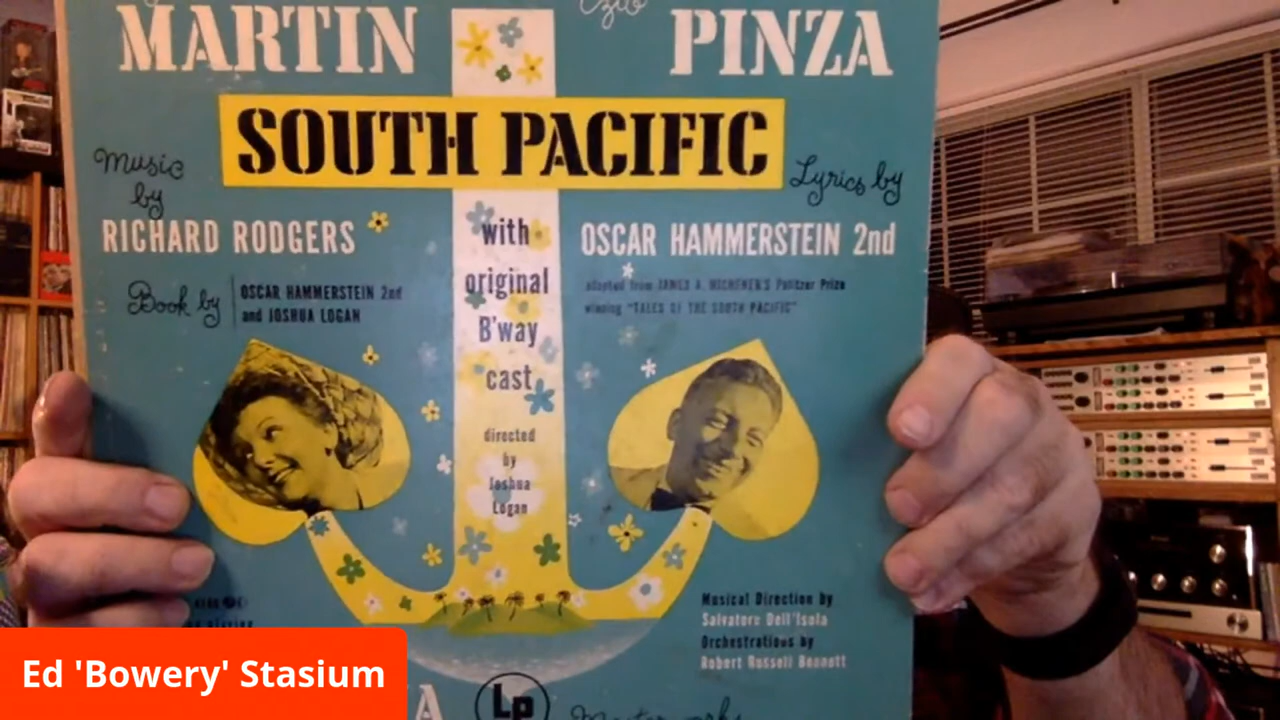 Ezio
MARTIN PINZA
SOUTH PACIFIC
Music
by
RICHARD RODGERS
Lyrics by
OSCAR HAMMERSTEIN 2nd
Book by
OSCAR HAMMERSTEIN 2nd
and JOSHUA LOGAN
adapted from JAMES A. MICHENER'S Pulitzer Prize
winning "TALES OF THE SOUTH PACIFIC"
with
original
B'way
cast
directed
by
Joshua
Logan
Musical Direction by
Salvatore Dell'Isola
Orchestrations by
Robert Russell Bennett
Lp
Masterworks
Ed 'Bowery' Stasium